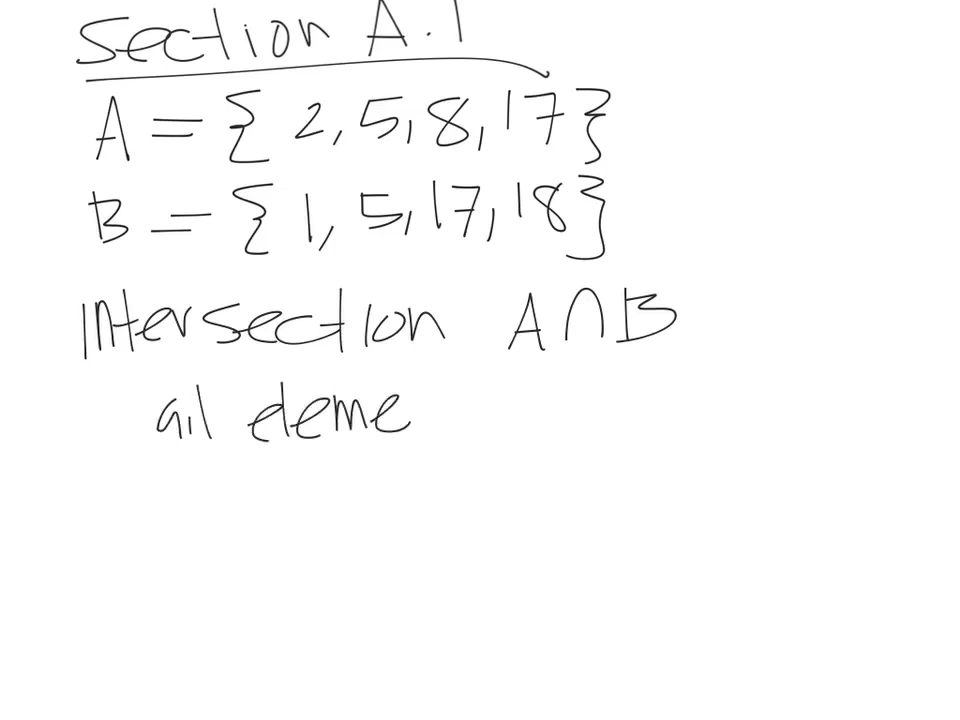 Section A.1
A = { 2, 5, 8, 17}
B = { 1, 5, 17, 18}
Intersection A∩B
all eleme